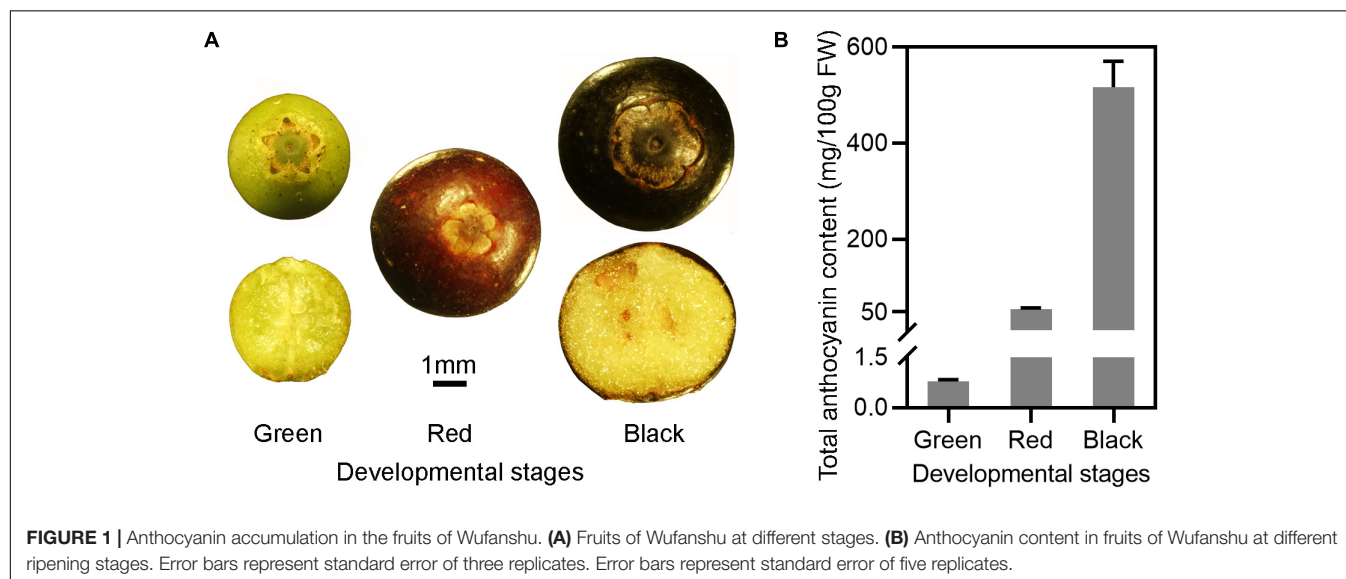 A
1mm
Green Red Black
Developmental stages
B
Total anthocyanin content (mg/100g FW)
600
400
200
50
1.5
0.0
Green Red Black
Developmental stages
FIGURE 1 | Anthocyanin accumulation in the fruits of Wufanshu. (A) Fruits of Wufanshu at different stages. (B) Anthocyanin content in fruits of Wufanshu at different
ripening stages. Error bars represent standard error of three replicates. Error bars represent standard error of five replicates.